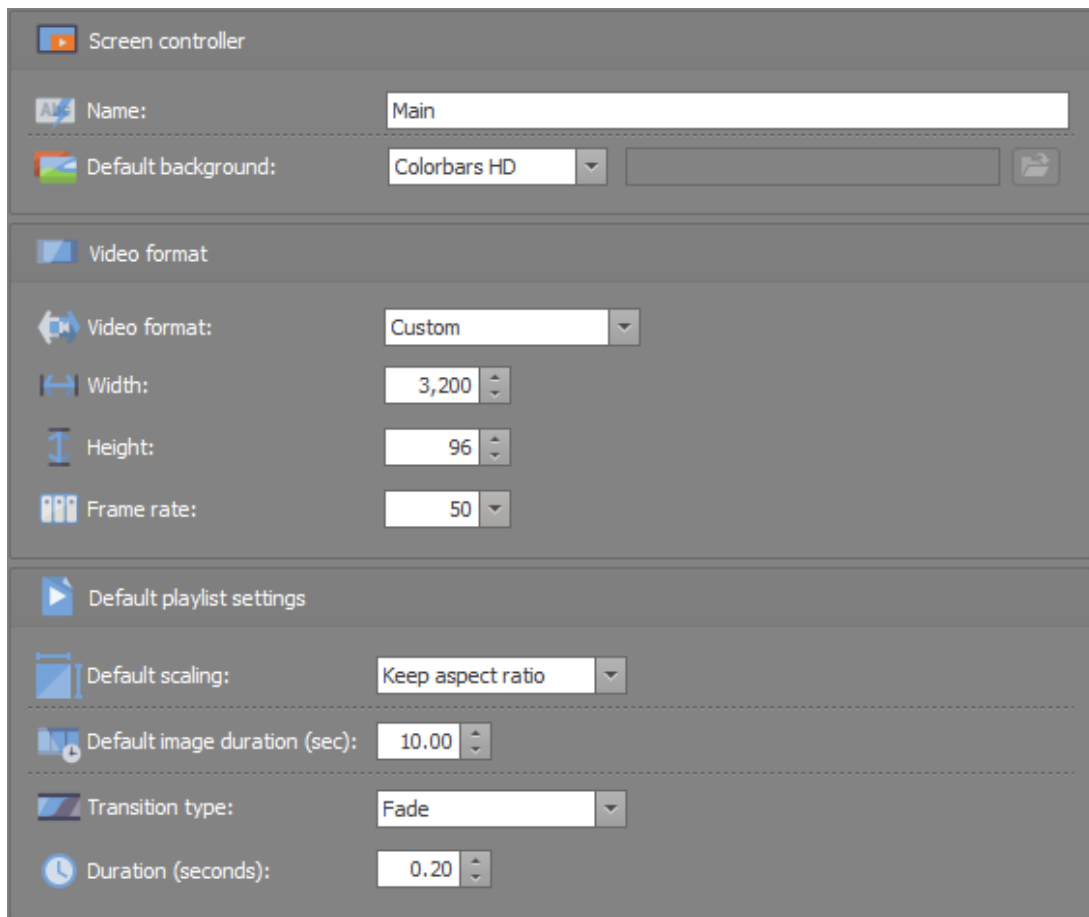 Screen controller
Name: Main
Default background: Colorbars HD
Video format
Video format: Custom
Width: 3,200
Height: 96
Frame rate: 50
Default playlist settings
Default scaling: Keep aspect ratio
Default image duration (sec): 10.00
Transition type: Fade
Duration (seconds): 0.20